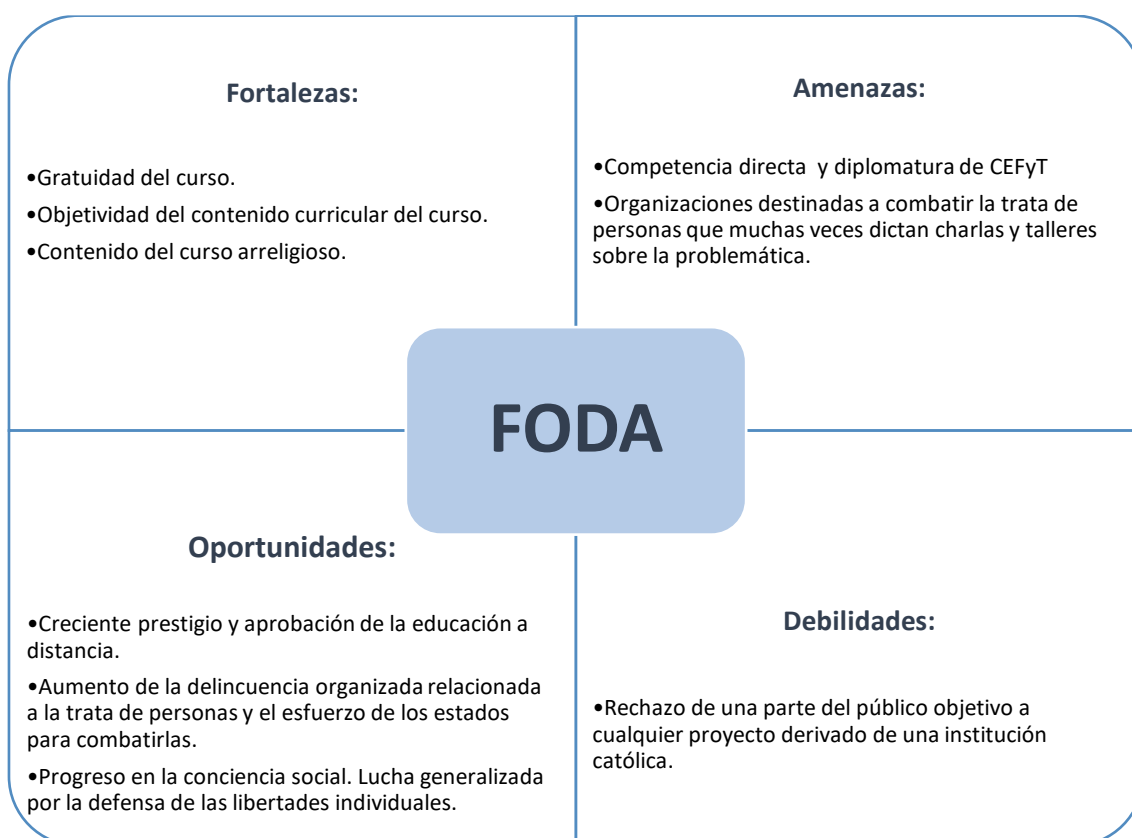 Fortalezas:
•Gratuidad del curso.
•Objetividad del contenido curricular del curso.
•Contenido del curso arreligioso.
Amenazas:
•Competencia directa y diplomatura de CEFyT
•Organizaciones destinadas a combatir la trata de
personas que muchas veces dictan charlas y talleres
sobre la problemática.
FODA
Oportunidades:
•Creciente prestigio y aprobación de la educación a
distancia.
•Aumento de la delincuencia organizada relacionada
a la trata de personas y el esfuerzo de los estados
para combatirlas.
•Progreso en la conciencia social. Lucha generalizada
por la defensa de las libertades individuales.
Debilidades:
•Rechazo de una parte del público objetivo a
cualquier proyecto derivado de una institución
católica.